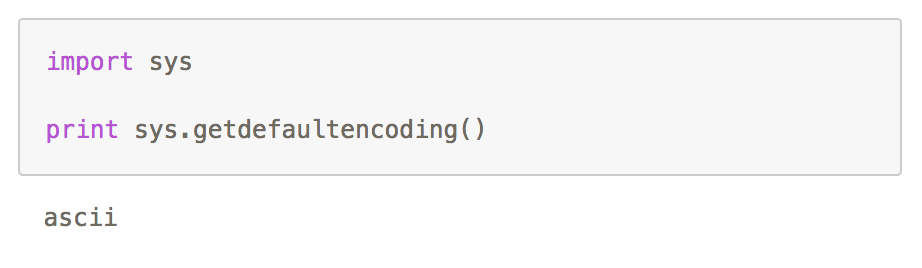 import sys
print sys.getdefaultencoding()
ascii